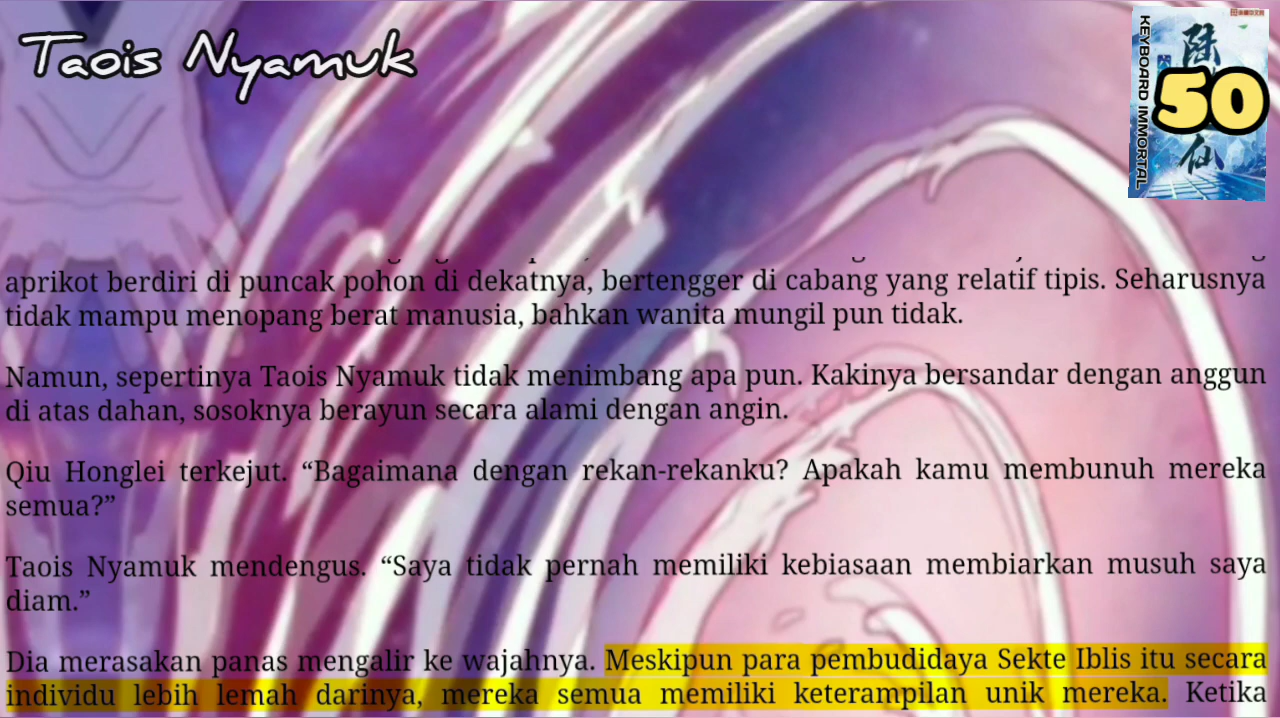 Taois Nyamuk
KEYBOARD IMMORTAL
陆
仙
50
aprikot berdiri di puncak pohon di dekatnya, bertengger di cabang yang relatif tipis. Seharusnya
tidak mampu menopang berat manusia, bahkan wanita mungil pun tidak.
Namun, sepertinya Taois Nyamuk tidak menimbang apa pun. Kakinya bersandar dengan anggun
di atas dahan, sosoknya berayun secara alami dengan angin.
Qiu Honglei terkejut. “Bagaimana dengan rekan-rekanku? Apakah kamu membunuh mereka
semua?”
Taois Nyamuk mendengus. “Saya tidak pernah memiliki kebiasaan membiarkan musuh saya
diam.”
Dia merasakan panas mengalir ke wajahnya. Meskipun para pembudidaya Sekte Iblis itu secara
individu lebih lemah darinya, mereka semua memiliki keterampilan unik mereka. Ketika